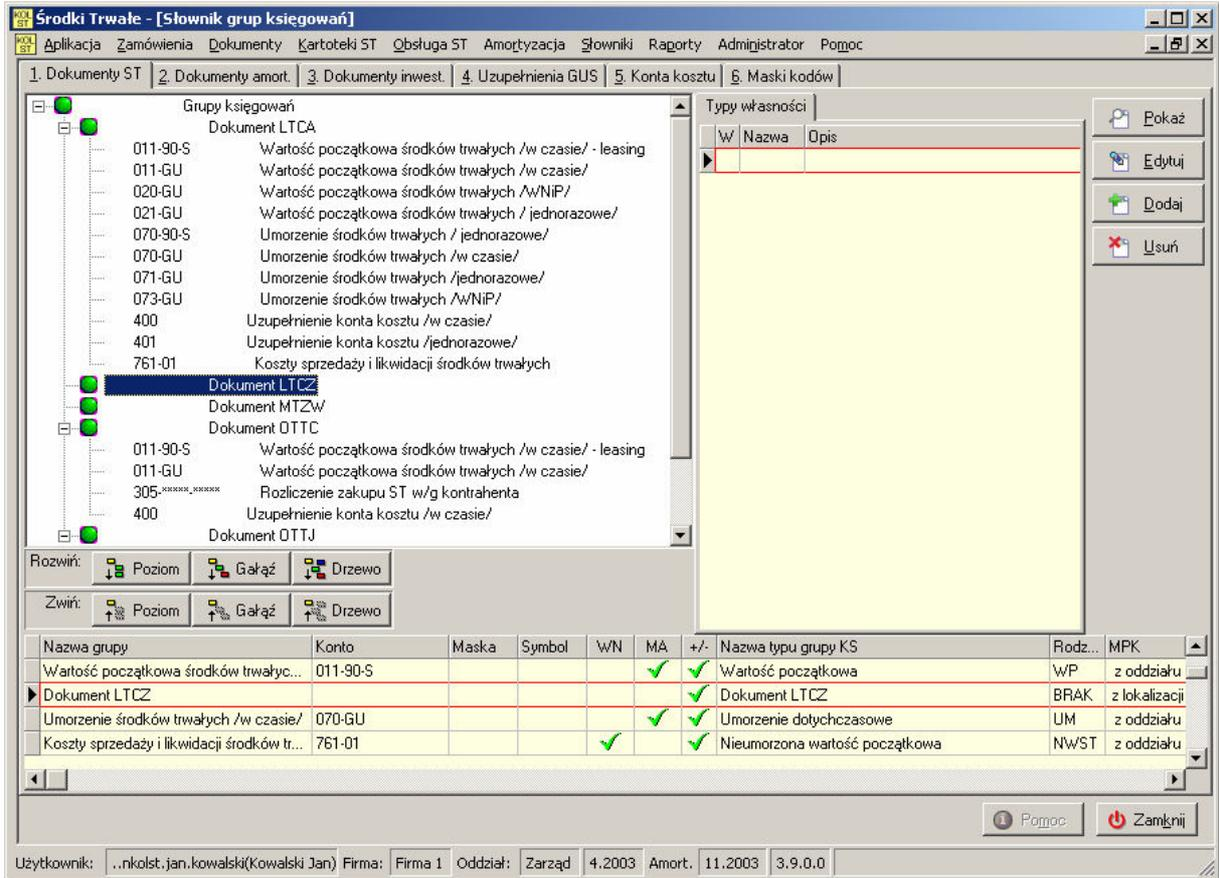 KOL ST Środki Trwałe - [Słownik grup księgowań]
KOL ST Aplikacja Zamówienia Dokumenty Kartoteki ST Obsługa ST Amortyzacja Słowniki Raporty Administrator Pomoc
1. Dokumenty ST 2. Dokumenty amort. 3. Dokumenty inwest. 4. Uzupełnienia GUS 5. Konta kosztu 6. Maski kodów
Grupy księgowań
Dokument LTCA
011-90-S Wartość początkowa środków trwałych /w czasie/ - leasing
011-GU Wartość początkowa środków trwałych /w czasie/
020-GU Wartość początkowa środków trwałych /WNiP/
021-GU Wartość początkowa środków trwałych / jednorazowe/
070-90-S Umorzenie środków trwałych / jednorazowe/
070-GU Umorzenie środków trwałych /w czasie/
071-GU Umorzenie środków trwałych /jednorazowe/
073-GU Umorzenie środków trwałych /WNiP/
400 Uzupełnienie konta kosztu /w czasie/
401 Uzupełnienie konta kosztu /jednorazowe/
761-01 Koszty sprzedaży i likwidacji środków trwałych
Dokument LTCZ
Dokument MTZW
Dokument OTTC
011-90-S Wartość początkowa środków trwałych /w czasie/ - leasing
011-GU Wartość początkowa środków trwałych /w czasie/
305-*****-***** Rozliczenie zakupu ST w/g kontrahenta
400 Uzupełnienie konta kosztu /w czasie/
Dokument OTTJ
Typy własności
W Nazwa Opis
Pokaż
Edytuj
Dodaj
Usuń
Rozwiń: Poziom Gałąź Drzewo
Zwiń: Poziom Gałąź Drzewo
Nazwa grupy Konto Maska Symbol WN MA +/- Nazwa typu grupy KS Rodz... MPK
Wartość początkowa środków trwałyc... 011-90-S Wartość początkowa WP z oddziału
Dokument LTCZ Dokument LTCZ BRAK z lokalizacji
Umorzenie środków trwałych /w czasie/ 070-GU Umorzenie dotychczasowe UM z oddziału
Koszty sprzedaży i likwidacji środków tr... 761-01 Nieumorzona wartość początkowa NWST z oddziału
Pomoc Zamknij
Użytkownik: ..nkolst.jan.kowalski(Kowalski Jan) Firma: Firma 1 Oddział: Zarząd 4.2003 Amort. 11.2003 3.9.0.0